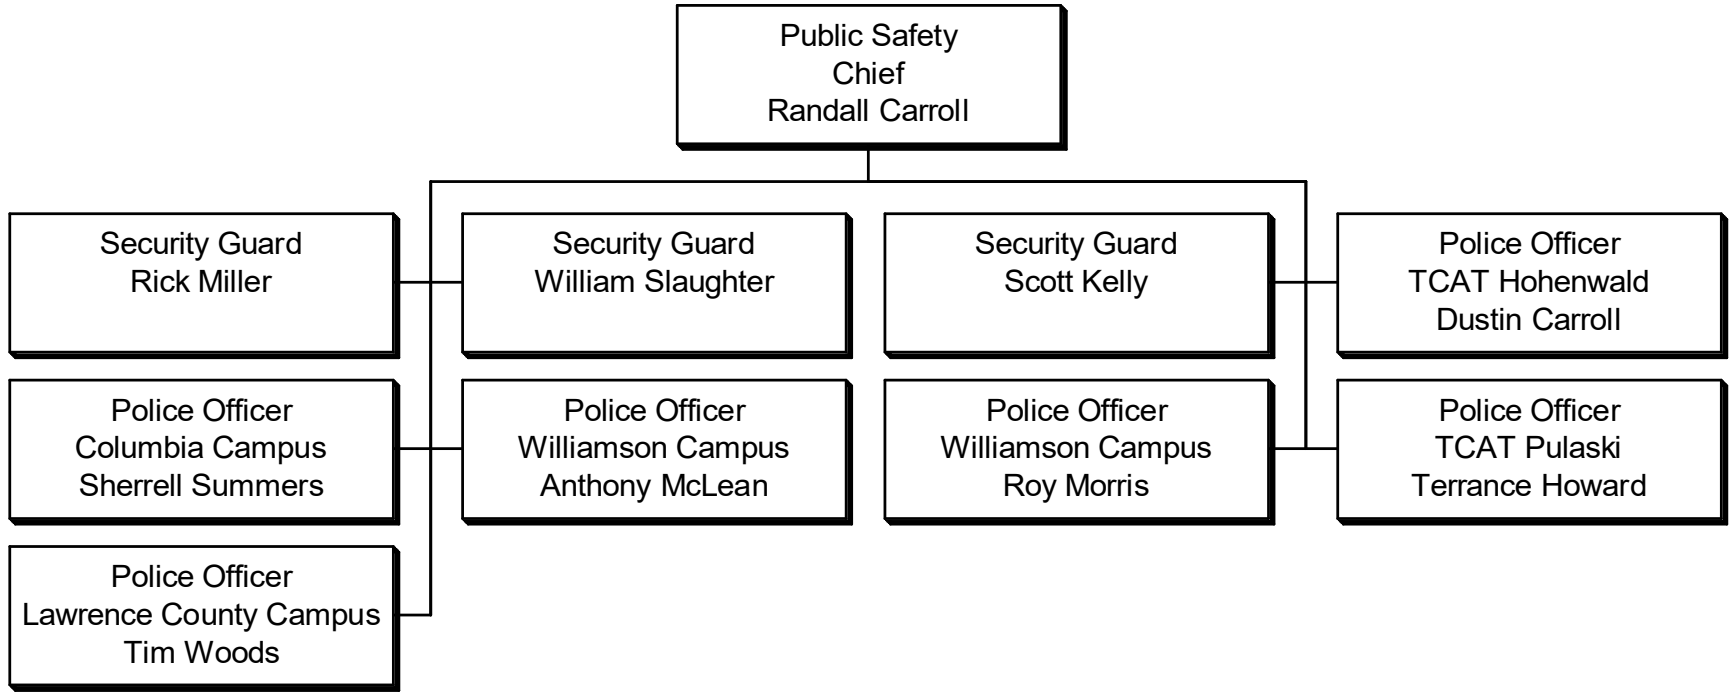 Public Safety
Chief
Randall Carroll
Security Guard
Rick Miller
Security Guard
William Slaughter
Security Guard
Scott Kelly
Police Officer
TCAT Hohenwald
Dustin Carroll
Police Officer
Columbia Campus
Sherrell Summers
Police Officer
Williamson Campus
Anthony McLean
Police Officer
Williamson Campus
Roy Morris
Police Officer
TCAT Pulaski
Terrance Howard
Police Officer
Lawrence County Campus
Tim Woods